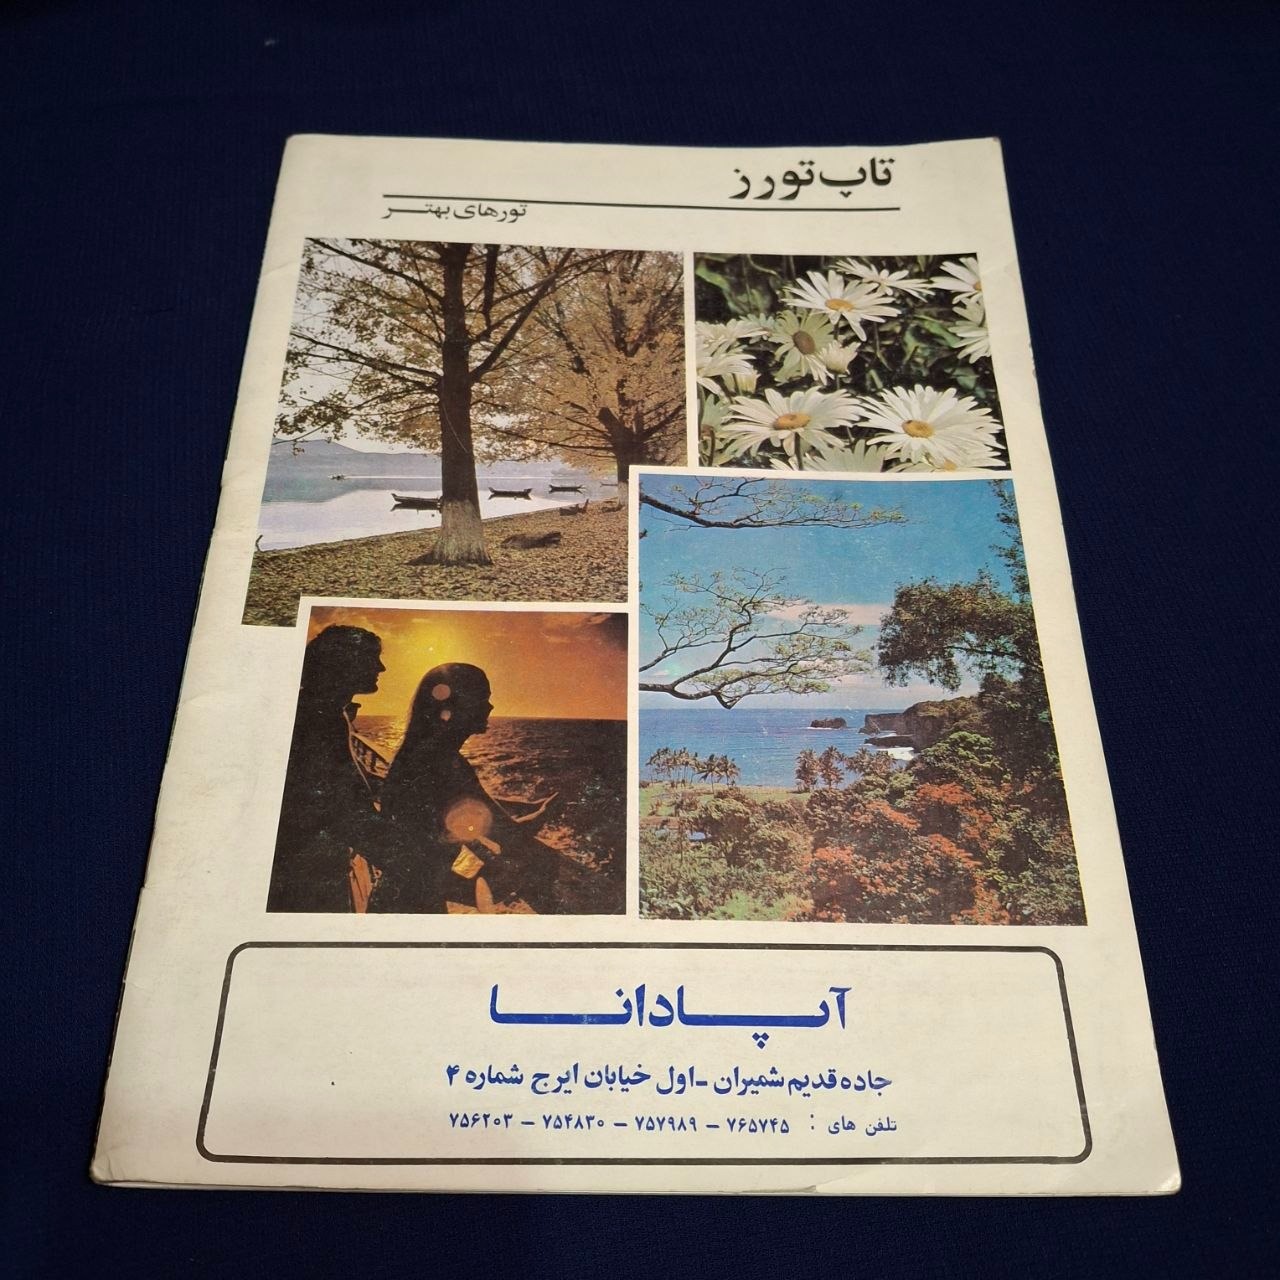 تاپ تورز
تورهای بهتر
آپادانا
جاده قدیم شمیران - اول خیابان ایرج شماره ۴
تلفن های : ۷۶۵۷۴۵ - ۷۵۷۹۸۹ - ۷۵۴۸۳۰ - ۷۵۶۲۰۳